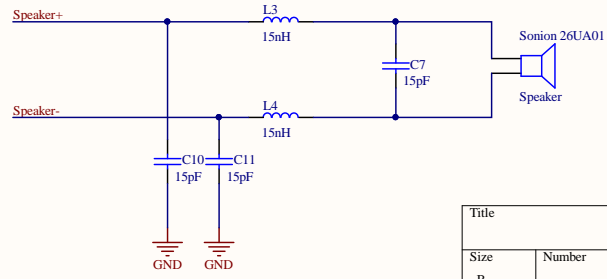 L3
Speaker+
15nH
Sonion 26UA01
C7
15pF
Speaker
Speaker-
L4
15nH
C10 C11
15pF 15pF
GND GND
Title
Size Number
B